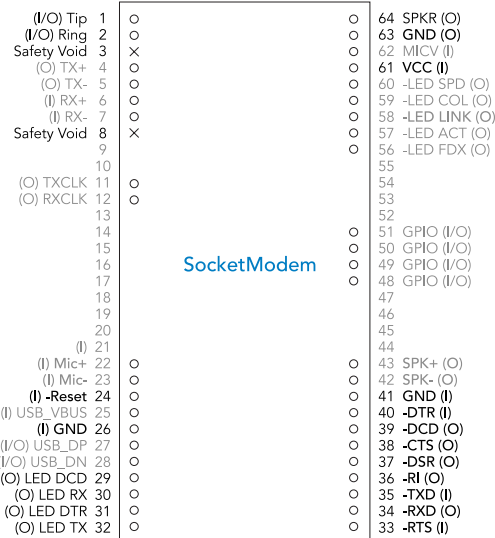 (I/O) Tip 1
(I/O) Ring 2
Safety Void 3
(O) TX+ 4
(O) TX- 5
(I) RX+ 6
(I) RX- 7
Safety Void 8
9
10
(O) TXCLK 11
(O) RXCLK 12
13
14
15
16
17
18
19
20
(I) 21
(I) Mic+ 22
(I) Mic- 23
(I) -Reset 24
(I) USB_VBUS 25
(I) GND 26
(I/O) USB_DP 27
(I/O) USB_DN 28
(O) LED DCD 29
(O) LED RX 30
(O) LED DTR 31
(O) LED TX 32
SocketModem
64 SPKR (O)
63 GND (O)
62 MICV (I)
61 VCC (I)
60 -LED SPD (O)
59 -LED COL (O)
58 -LED LINK (O)
57 -LED ACT (O)
56 -LED FDX (O)
55
54
53
52
51 GPIO (I/O)
50 GPIO (I/O)
49 GPIO (I/O)
48 GPIO (I/O)
47
46
45
44
43 SPK+ (O)
42 SPK- (O)
41 GND (I)
40 -DTR (I)
39 -DCD (O)
38 -CTS (O)
37 -DSR (O)
36 -RI (O)
35 -TXD (I)
34 -RXD (O)
33 -RTS (I)